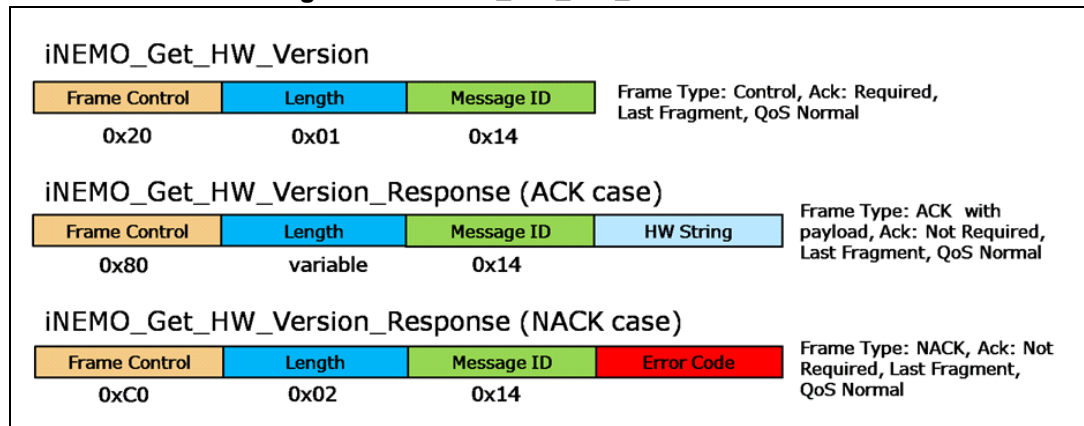 iNEMO_Get_HW_Version
Frame Control Length Message ID
0x20 0x01 0x14
Frame Type: Control, Ack: Required,
Last Fragment, QoS Normal
iNEMO_Get_HW_Version_Response (ACK case)
Frame Control Length Message ID HW String
0x80 variable 0x14
Frame Type: ACK with
payload, Ack: Not Required,
Last Fragment, QoS Normal
iNEMO_Get_HW_Version_Response (NACK case)
Frame Control Length Message ID Error Code
0xC0 0x02 0x14
Frame Type: NACK, Ack: Not
Required, Last Fragment,
QoS Normal